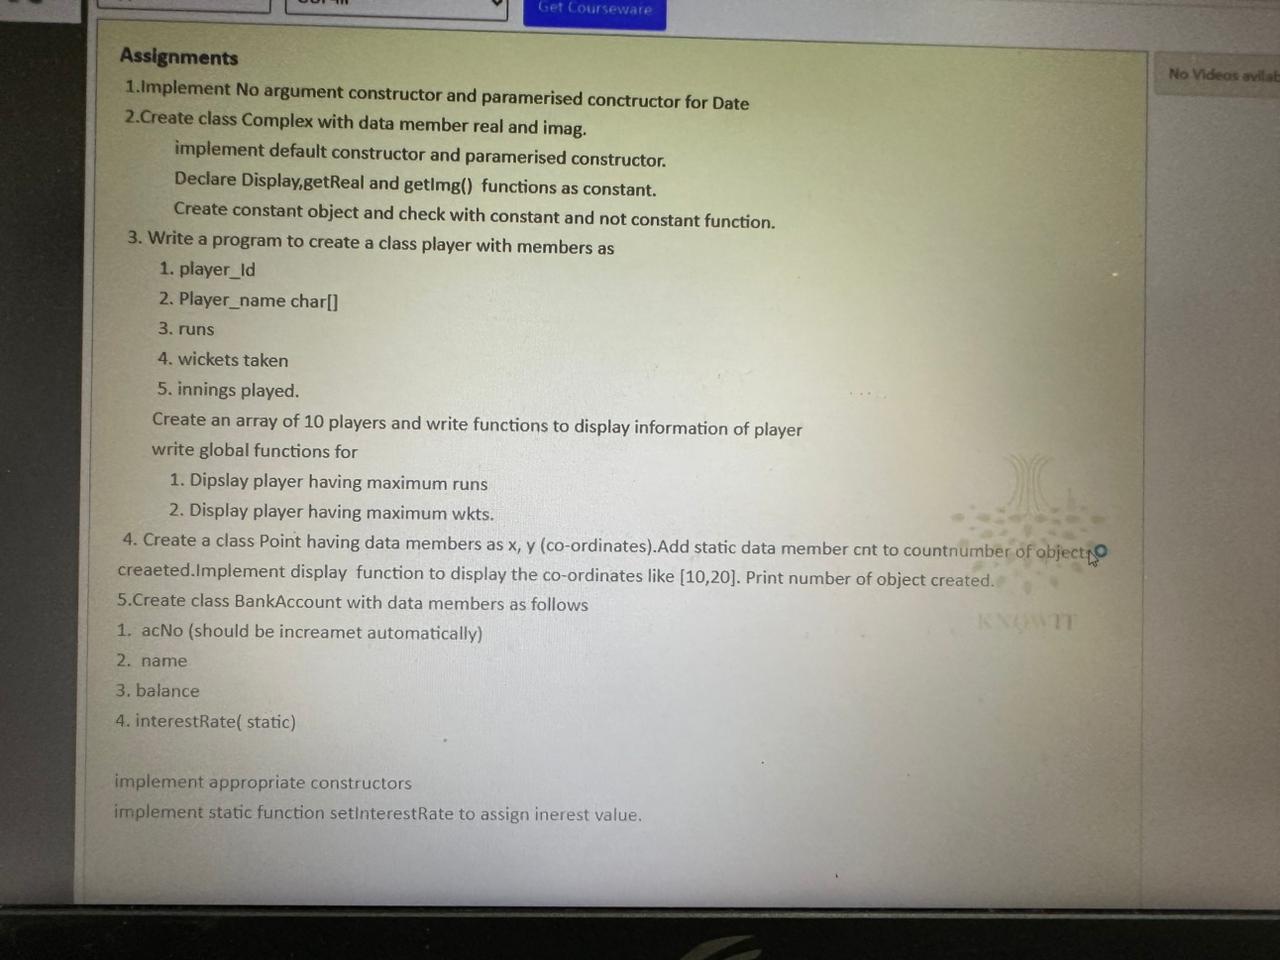 Get Courseware
No Videos avilab
Assignments
1.Implement No argument constructor and paramerised conctructor for Date
2.Create class Complex with data member real and imag.
implement default constructor and paramerised constructor.
Declare Display,getReal and getImg() functions as constant.
Create constant object and check with constant and not constant function.
3. Write a program to create a class player with members as
1. player_Id
2. Player_name char[]
3. runs
4. wickets taken
5. innings played.
Create an array of 10 players and write functions to display information of player
write global functions for
1. Dipslay player having maximum runs
2. Display player having maximum wkts.
4. Create a class Point having data members as x, y (co-ordinates).Add static data member cnt to countnumber of object
creaeted.Implement display function to display the co-ordinates like [10,20]. Print number of object created.
5.Create class BankAccount with data members as follows
1. acNo (should be increamet automatically)
2. name
3. balance
4. interestRate( static)
implement appropriate constructors
implement static function setInterestRate to assign inerest value.
KNOWIT